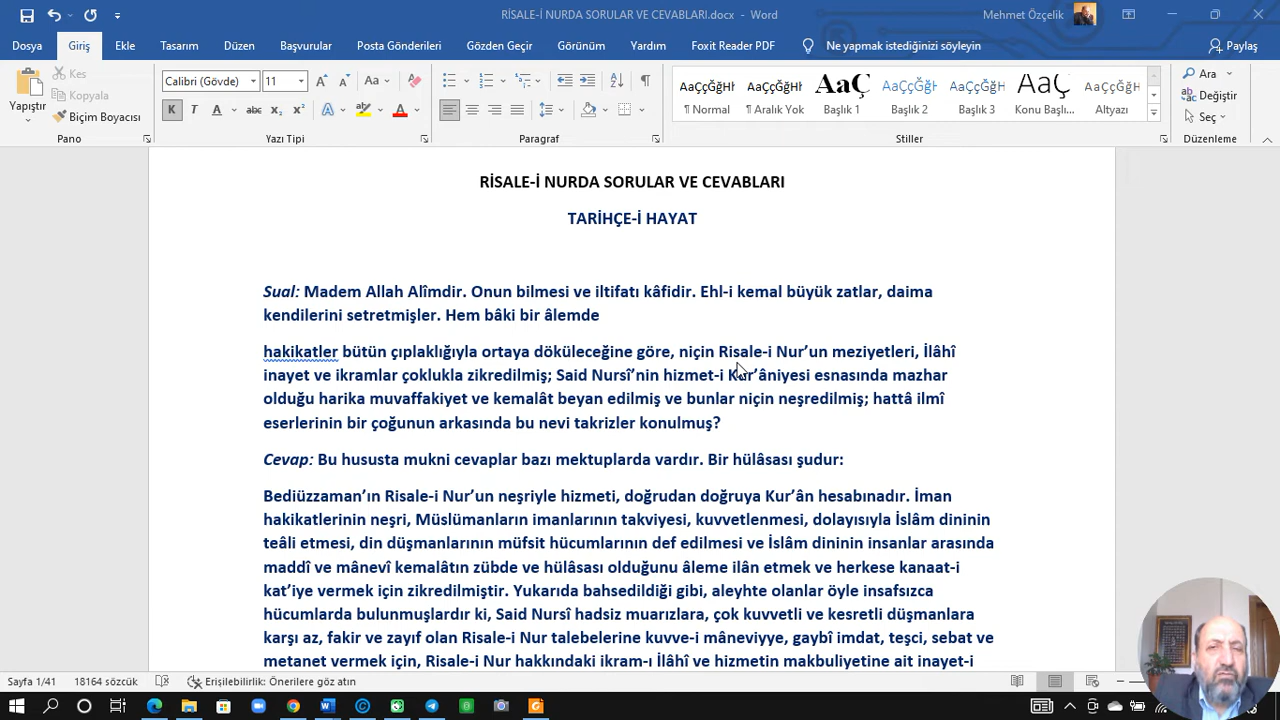 RİSALE-İ NURDA SORULAR VE CEVABLARI.docx - Word
Mehmet Özçelik
Dosya Giriş Ekle Tasarım Düzen Başvurular Posta Gönderileri Gözden Geçir Görünüm Yardım Foxit Reader PDF Ne yapmak istediğinizi söyleyin Paylaş
Yapıştır
Kes
Kopyala
Biçim Boyacısı
Pano
Calibri (Gövde) 11
Aa
K T A abc x₂ x²
Yazı Tipi
Paragraf
AaÇçĞğH AaÇçĞğH AaÇ AaÇçĞğH AaÇçĞğH AaÇ AaÇçĞğH
¶ Normal ¶ Aralık Yok Başlık 1 Başlık 2 Başlık 3 Konu Başlı... Altyazı
Stiller
Ara
Değiştir
Seç
Düzenleme
RİSALE-İ NURDA SORULAR VE CEVABLARI
TARİHÇE-İ HAYAT
Sual: Madem Allah Alîmdir. Onun bilmesi ve iltifatı kâfidir. Ehl-i kemal büyük zatlar, daima
kendilerini setretmişler. Hem bâki bir âlemde
hakikatler bütün çıplaklığıyla ortaya döküleceğine göre, niçin Risale-i Nur’un meziyetleri, İlâhî
inayet ve ikramlar çoklukla zikredilmiş; Said Nursî’nin hizmet-i Kur’âniyesi esnasında mazhar
olduğu harika muvaffakiyet ve kemalât beyan edilmiş ve bunlar niçin neşredilmiş; hattâ ilmî
eserlerinin bir çoğunun arkasında bu nevi takrizler konulmuş?
Cevap: Bu hususta mukni cevaplar bazı mektuplarda vardır. Bir hülâsası şudur:
Bediüzzaman’ın Risale-i Nur’un neşriyle hizmeti, doğrudan doğruya Kur’ân hesabınadır. İman
hakikatlerinin neşri, Müslümanların imanlarının takviyesi, kuvvetlenmesi, dolayısıyla İslâm dininin
teâli etmesi, din düşmanlarının müfsit hücumlarının def edilmesi ve İslâm dininin insanlar arasında
maddî ve mânevî kemalâtın zübde ve hülâsası olduğunu âleme ilân etmek ve herkese kanaat-i
kat’iye vermek için zikredilmiştir. Yukarıda bahsedildiği gibi, aleyhte olanlar öyle insafsızca
hücumlarda bulunmuşlardır ki, Said Nursî hadsiz muarızlara, çok kuvvetli ve kesretli düşmanlara
karşı az, fakir ve zayıf olan Risale-i Nur talebelerine kuvve-i mâneviyye, gaybî imdat, teşci, sebat ve
metanet vermek için, Risale-i Nur hakkındaki ikram-ı İlâhî ve hizmetin makbuliyetine ait inayet-i
Sayfa 1/41 18164 sözcük Erişilebilirlik: Önerilere göz atın